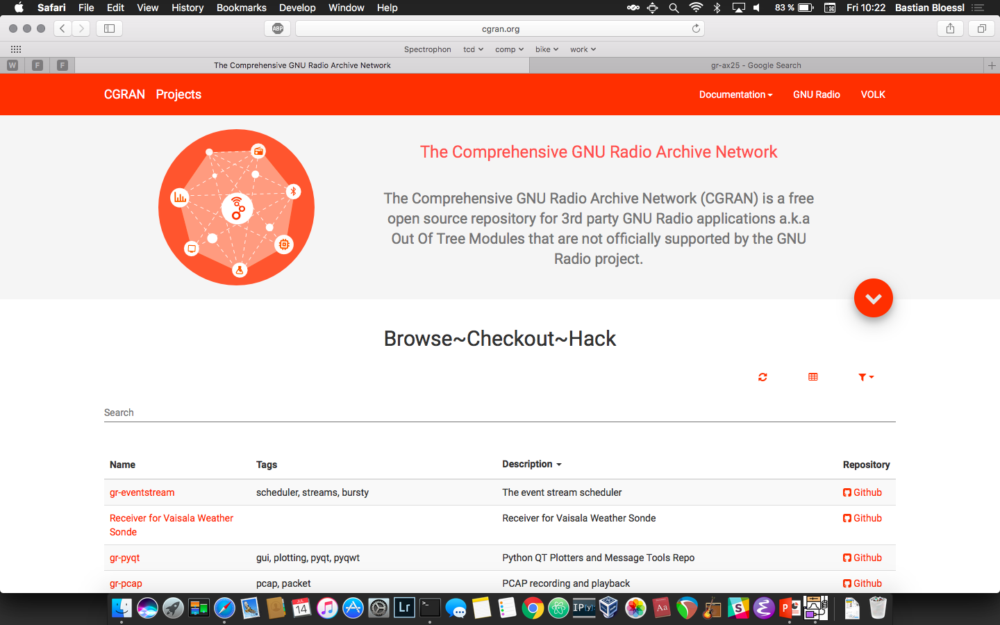 Safari File Edit View History Bookmarks Develop Window Help 83 % Fri 10:22 Bastian Bloessl
ABP cgran.org
Spectrophon tcd comp bike work
W F F The Comprehensive GNU Radio Archive Network gr-ax25 - Google Search
CGRAN Projects Documentation GNU Radio VOLK
The Comprehensive GNU Radio Archive Network
The Comprehensive GNU Radio Archive Network (CGRAN) is a free
open source repository for 3rd party GNU Radio applications a.k.a
Out Of Tree Modules that are not officially supported by the GNU
Radio project.
Browse~Checkout~Hack
Search
Name Tags Description Repository
gr-eventstream scheduler, streams, bursty The event stream scheduler Github
Receiver for Vaisala Weather Receiver for Vaisala Weather Sonde Github
Sonde
gr-pyqt gui, plotting, pyqt, pyqwt Python QT Plotters and Message Tools Repo Github
gr-pcap pcap, packet PCAP recording and playback Github
JUL
14 Lr >_ IP[y]: Aa S P